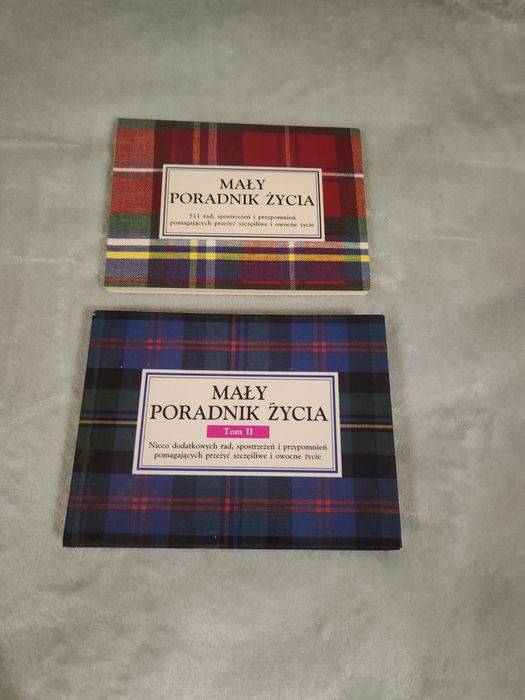 MAŁY
PORADNIK ŻYCIA
511 rad, spostrzeżeń i przypomnień
pomagających przeżyć szczęśliwe i owocne życie
MAŁY
PORADNIK ŻYCIA
Tom II
Nieco dodatkowych rad, spostrzeżeń i przypomnień
pomagających przeżyć szczęśliwe i owocne życie